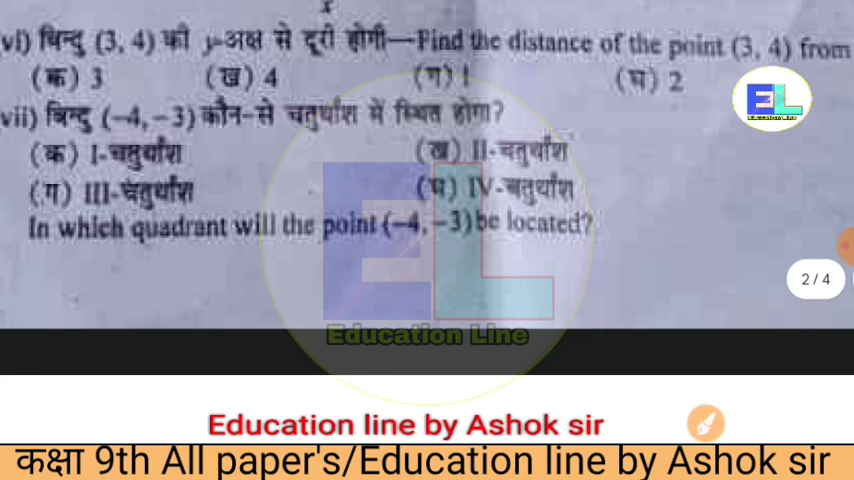 x
vi) बिन्दु (3, 4) की y-अक्ष से दूरी होगी—Find the distance of the point (3, 4) from
(क) 3 (ख) 4 (ग) 1 (घ) 2
vii) बिन्दु (−4, −3) कौन-से चतुर्थांश में स्थित होगा?
(क) I-चतुर्थांश (ख) II-चतुर्थांश
(ग) III-चतुर्थांश (घ) IV-चतुर्थांश
In which quadrant will the point (−4, −3) be located?
EL
2 / 4
EL
Education Line
Education line by Ashok sir
कक्षा 9th All paper's/Education line by Ashok sir